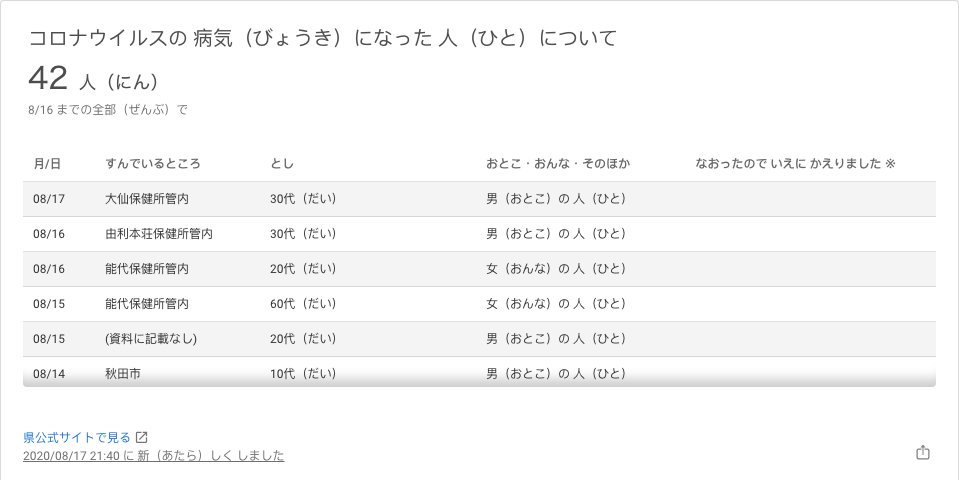 コロナウイルスの 病気（びょうき）になった 人（ひと）について
42 人（にん）
8/16 までの全部（ぜんぶ）で
月/日 すんでいるところ とし おとこ・おんな・そのほか なおったので いえに かえりました ※
08/17 大仙保健所管内 30代（だい） 男（おとこ）の 人（ひと）
08/16 由利本荘保健所管内 30代（だい） 男（おとこ）の 人（ひと）
08/16 能代保健所管内 20代（だい） 女（おんな）の 人（ひと）
08/15 能代保健所管内 60代（だい） 女（おんな）の 人（ひと）
08/15 (資料に記載なし) 20代（だい） 男（おとこ）の 人（ひと）
08/14 秋田市 10代（だい） 男（おとこ）の 人（ひと）
県公式サイトで見る
2020/08/17 21:40 に 新（あたら）しく しました